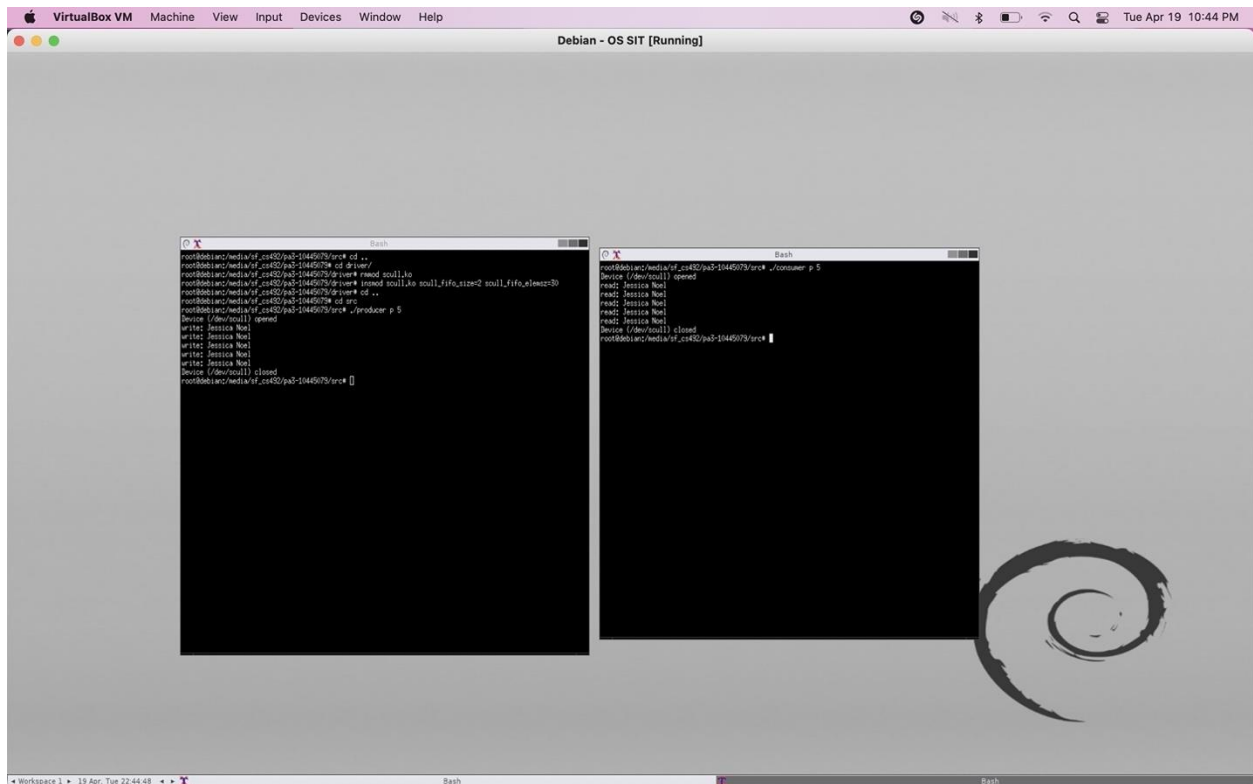 VirtualBox VM Machine View Input Devices Window Help Tue Apr 19 10:44 PM
Debian - OS SIT [Running]
Bash
root@debian:/media/sf_cs492/pa3-10445079/src# cd ..
root@debian:/media/sf_cs492/pa3-10445079# cd driver/
root@debian:/media/sf_cs492/pa3-10445079/driver# rmmod scull.ko
root@debian:/media/sf_cs492/pa3-10445079/driver# insmod scull.ko scull_fifo_size=2 scull_fifo_elemsz=30
root@debian:/media/sf_cs492/pa3-10445079/driver# cd ..
root@debian:/media/sf_cs492/pa3-10445079# cd src
root@debian:/media/sf_cs492/pa3-10445079/src# ./producer p 5
Device (/dev/scull) opened
write: Jessica Noel
write: Jessica Noel
write: Jessica Noel
write: Jessica Noel
write: Jessica Noel
Device (/dev/scull) closed
root@debian:/media/sf_cs492/pa3-10445079/src#
Bash
root@debian:/media/sf_cs492/pa3-10445079/src# ./consumer p 5
Device (/dev/scull) opened
read: Jessica Noel
read: Jessica Noel
read: Jessica Noel
read: Jessica Noel
read: Jessica Noel
Device (/dev/scull) closed
root@debian:/media/sf_cs492/pa3-10445079/src#
Workspace 1 19 Apr, Tue 22:44:48 Bash Bash